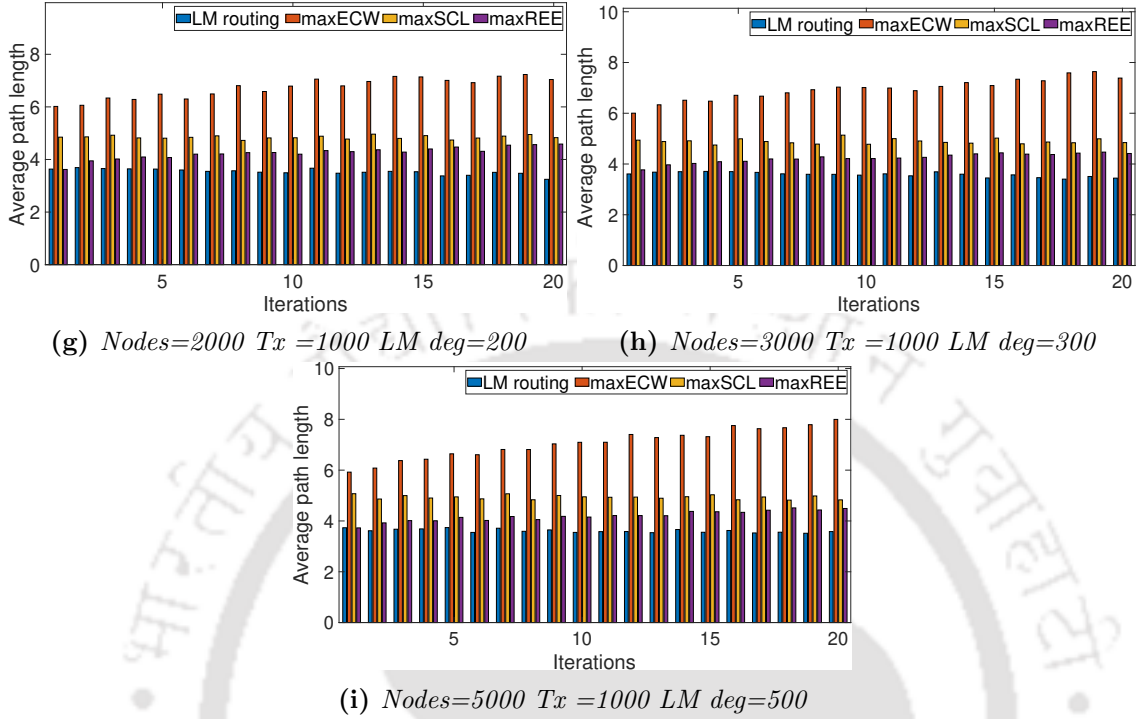 LM routing maxECW maxSCL maxREE
Average path length
8
6
4
2
0
5 10 15 20
Iterations
(g) Nodes=2000 Tx =1000 LM deg=200
LM routing maxECW maxSCL maxREE
Average path length
10
8
6
4
2
0
5 10 15 20
Iterations
(h) Nodes=3000 Tx =1000 LM deg=300
LM routing maxECW maxSCL maxREE
Average path length
10
8
6
4
2
0
5 10 15 20
Iterations
(i) Nodes=5000 Tx =1000 LM deg=500